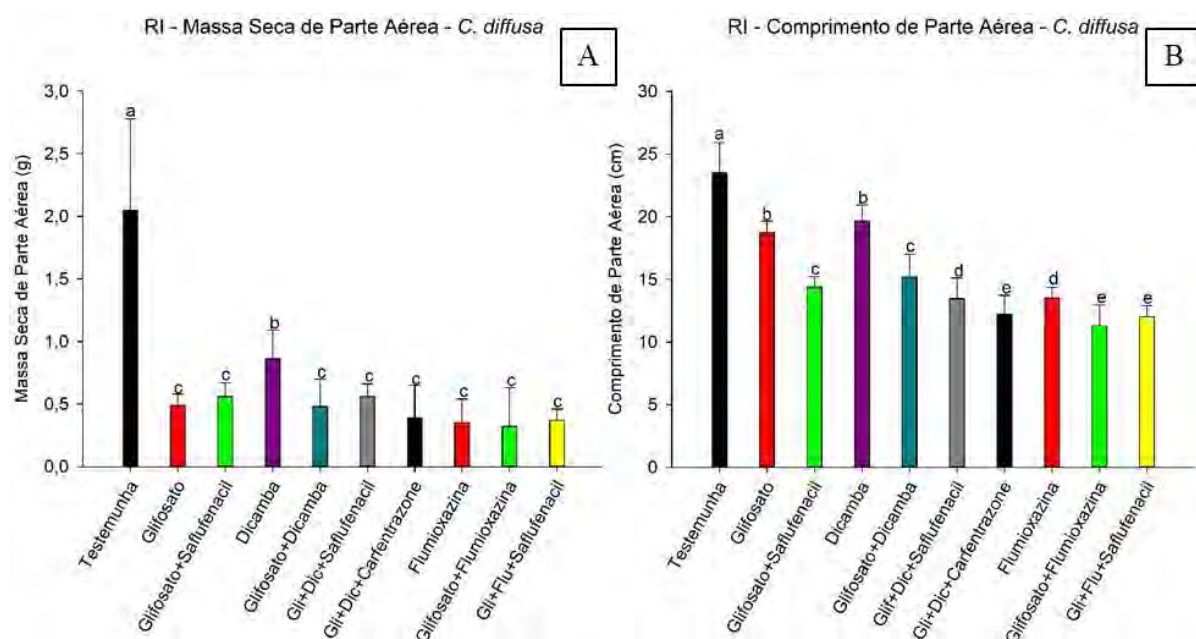 RI - Massa Seca de Parte Aérea - C. diffusa
A
Massa Seca de Parte Aérea (g)
3,0
2,5
2,0
1,5
1,0
0,5
0,0
a
c
c
b
c
c
c
c
c
c
Testemunha
Glifosato
Glifosato+Saflufenacil
Dicamba
Glifosato+Dicamba
Gli+Dic+Saflufenacil
Gli+Dic+Carfentrazone
Flumioxazina
Glifosato+Flumioxazina
Gli+Flu+Saflufenacil
RI - Comprimento de Parte Aérea - C. diffusa
B
Comprimento de Parte Aérea (cm)
30
25
20
15
10
5
0
a
b
c
b
c
d
e
d
e
e
Testemunha
Glifosato
Glifosato+Saflufenacil
Dicamba
Glifosato+Dicamba
Glif+Dic+Saflufenacil
Gli+Dic+Carfentrazone
Flumioxazina
Glifosato+Flumioxazina
Gli+Flu+Saflufenacil